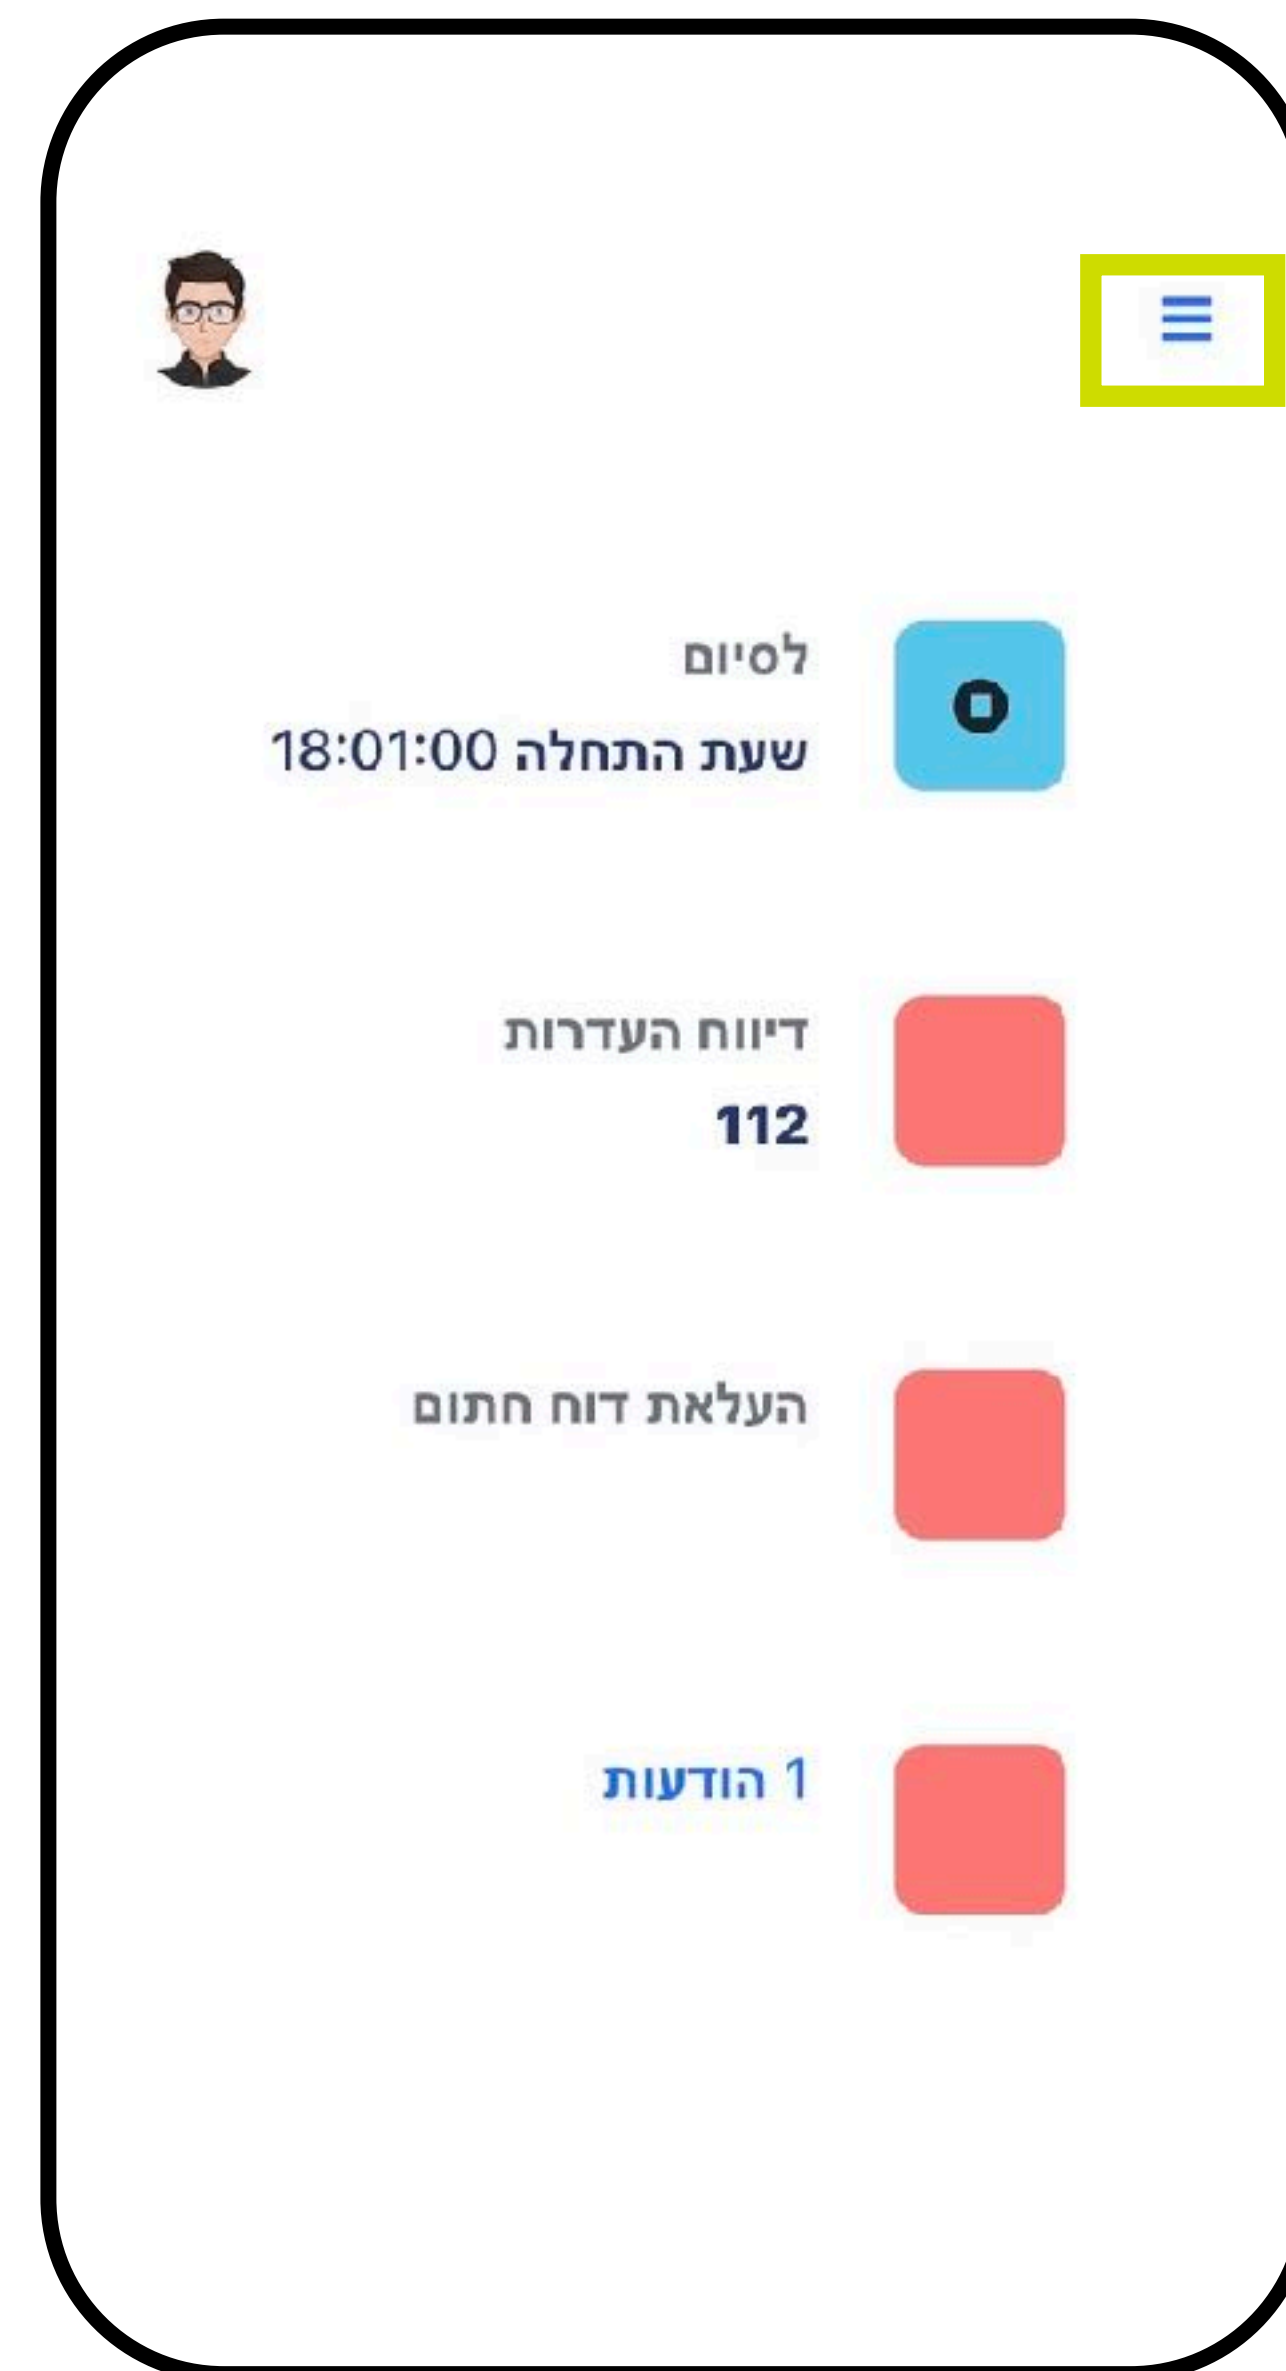 לסיום
שעת התחלה 18:01:00
דיווח העדרות
112
העלאת דוח חתום
1 הודעות